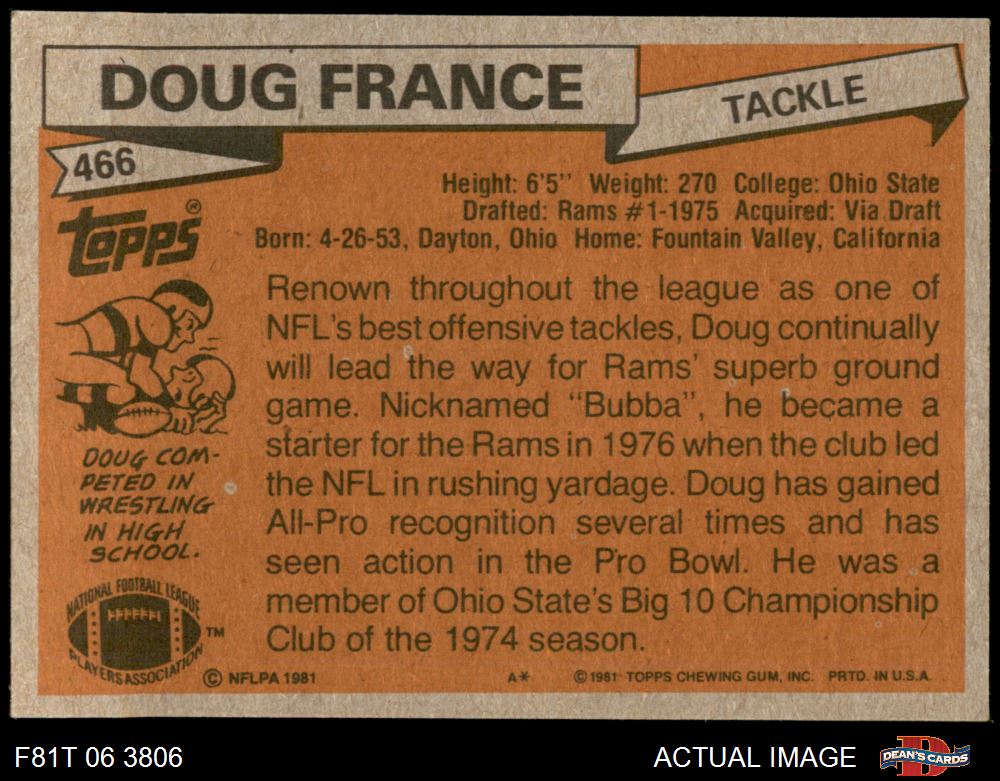 DOUG FRANCE
TACKLE
466
Topps®
Height: 6'5" Weight: 270 College: Ohio State
Drafted: Rams #1-1975 Acquired: Via Draft
Born: 4-26-53, Dayton, Ohio Home: Fountain Valley, California
Renown throughout the league as one of
NFL's best offensive tackles, Doug continually
will lead the way for Rams' superb ground
game. Nicknamed "Bubba", he became a
starter for the Rams in 1976 when the club led
the NFL in rushing yardage. Doug has gained
All-Pro recognition several times and has
seen action in the Pro Bowl. He was a
member of Ohio State's Big 10 Championship
Club of the 1974 season.
DOUG COM-
PETED IN
WRESTLING
IN HIGH
SCHOOL.
NATIONAL FOOTBALL LEAGUE
PLAYERS ASSOCIATION
TM
© NFLPA 1981
A*
© 1981 TOPPS CHEWING GUM, INC. PRTD. IN U.S.A.
F81T 06 3806
ACTUAL IMAGE
DEAN'S CARDS